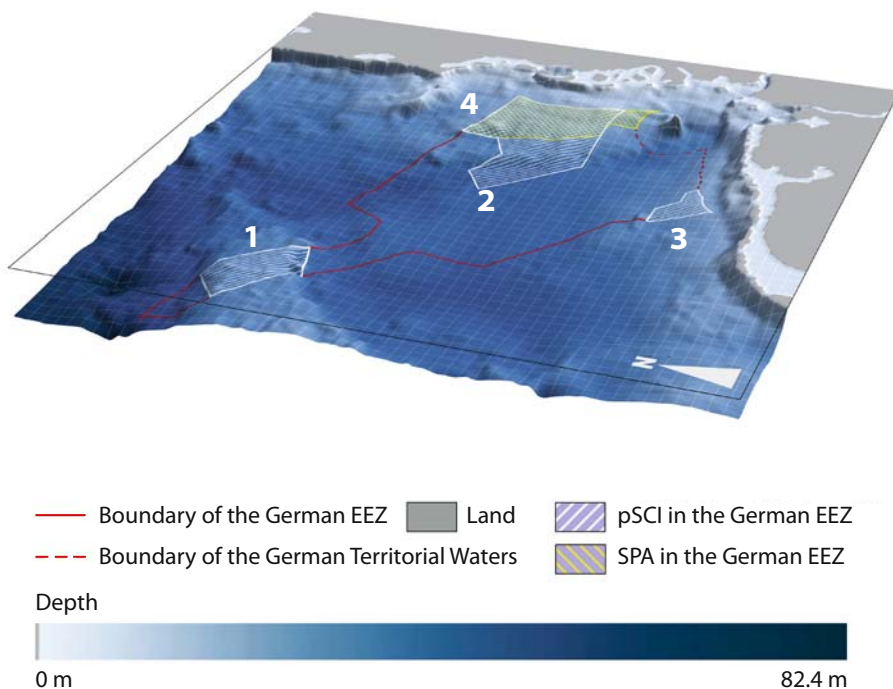 4
2
1
3
N
Boundary of the German EEZ
Land
pSCI in the German EEZ
Boundary of the German Territorial Waters
SPA in the German EEZ
Depth
0 m
82.4 m